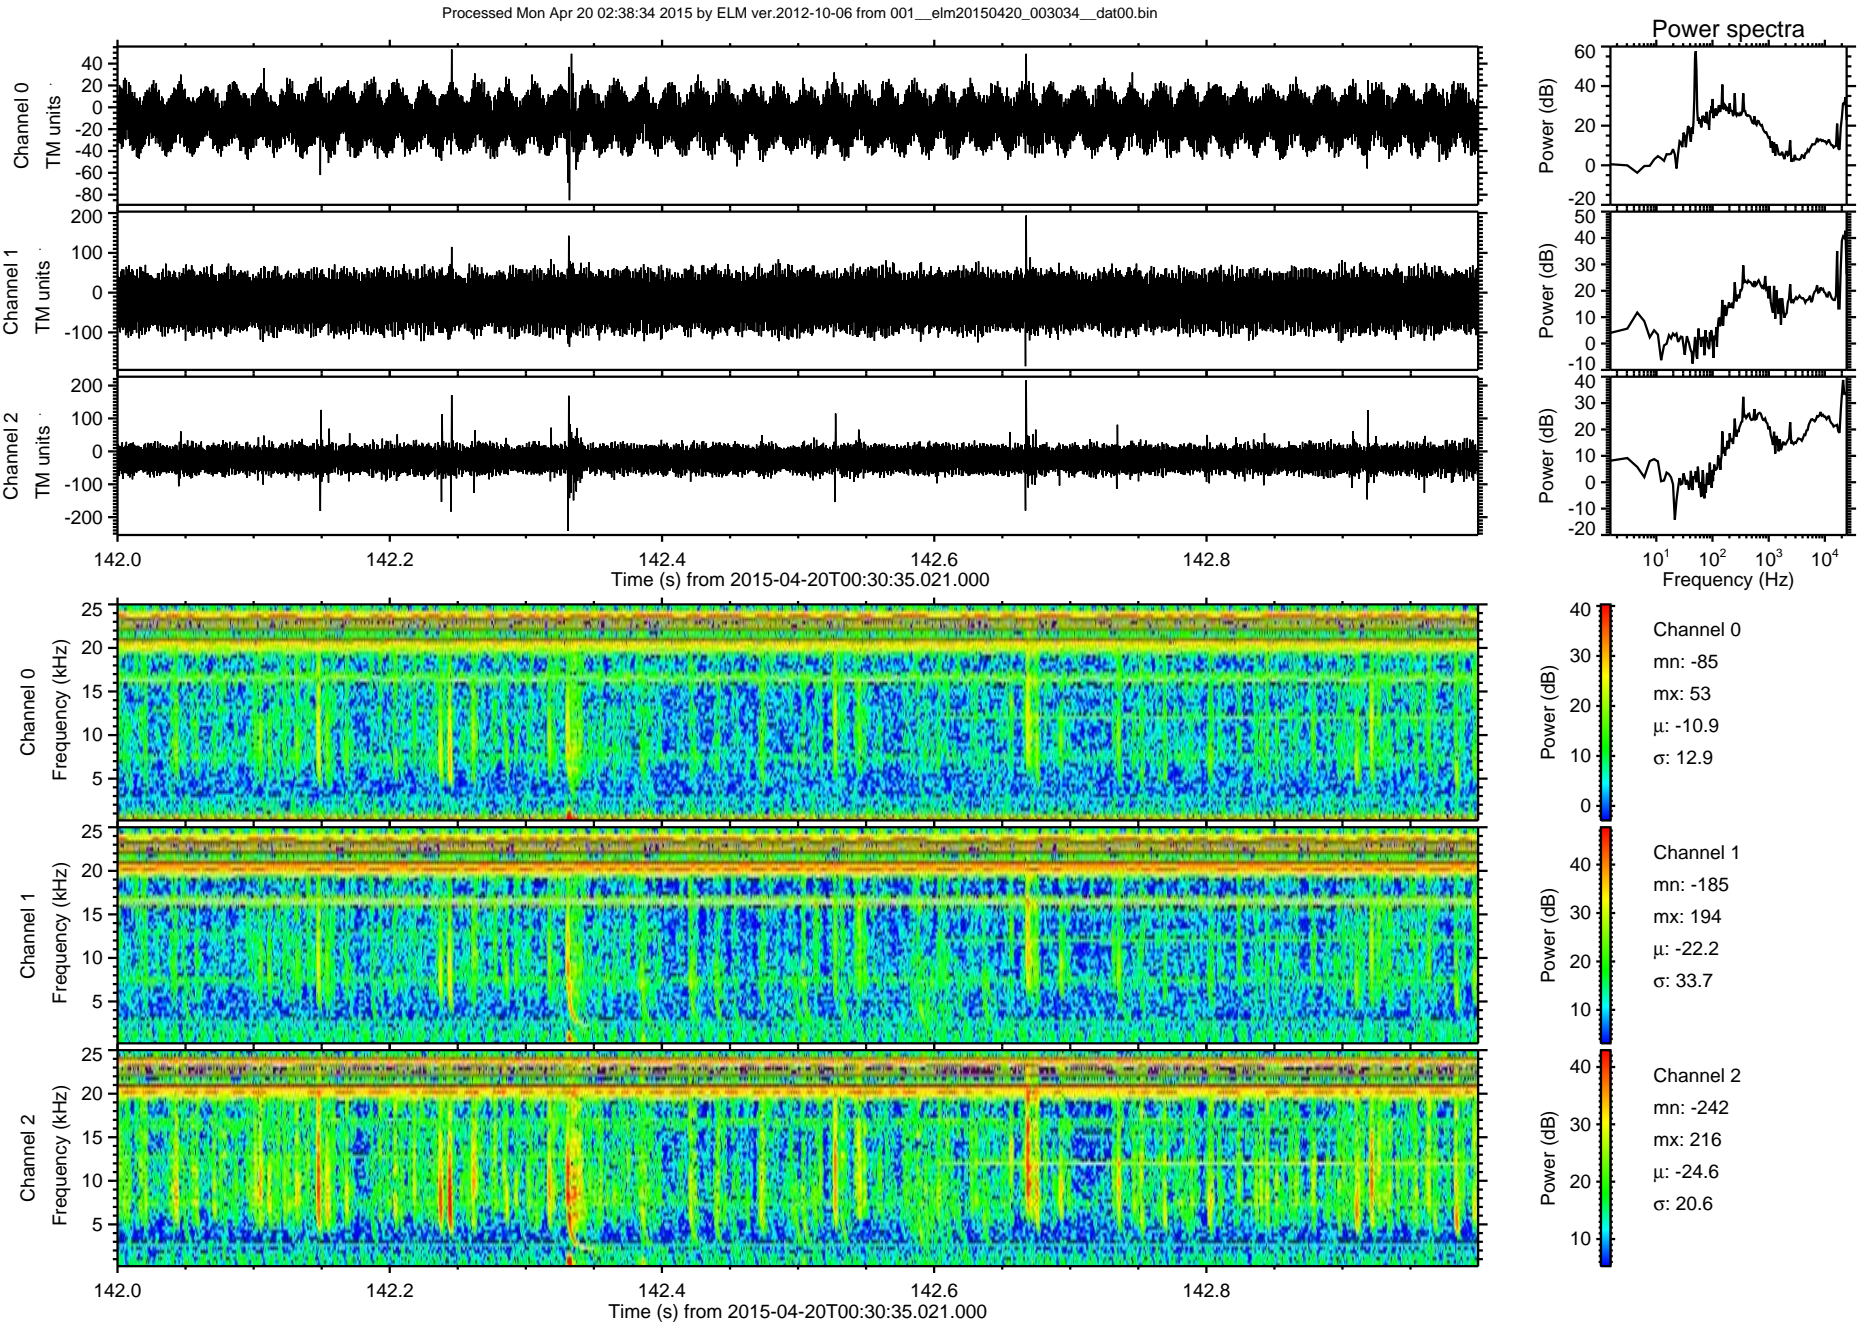 Processed Mon Apr 20 02:38:34 2015 by ELM ver.2012-10-06 from 001__elm20150420_003034__dat00.bin
Power spectra
Channel 0
TM units
40
20
0
-20
-40
-60
-80
Power (dB)
60
40
20
0
-20
Channel 1
TM units
200
100
0
-100
Power (dB)
50
40
30
20
10
0
-10
Channel 2
TM units
200
100
0
-100
-200
Power (dB)
40
30
20
10
0
-10
-20
142.0 142.2 142.4 142.6 142.8
Time (s) from 2015-04-20T00:30:35.021.000
10^1 10^2 10^3 10^4
Frequency (Hz)
Channel 0
Frequency (kHz)
25
20
15
10
5
Power (dB)
40
30
20
10
0
Channel 0
mn: -85
mx: 53
µ: -10.9
σ: 12.9
Channel 1
Frequency (kHz)
25
20
15
10
5
Power (dB)
40
30
20
10
Channel 1
mn: -185
mx: 194
µ: -22.2
σ: 33.7
Channel 2
Frequency (kHz)
25
20
15
10
5
Power (dB)
40
30
20
10
Channel 2
mn: -242
mx: 216
µ: -24.6
σ: 20.6
142.0 142.2 142.4 142.6 142.8
Time (s) from 2015-04-20T00:30:35.021.000